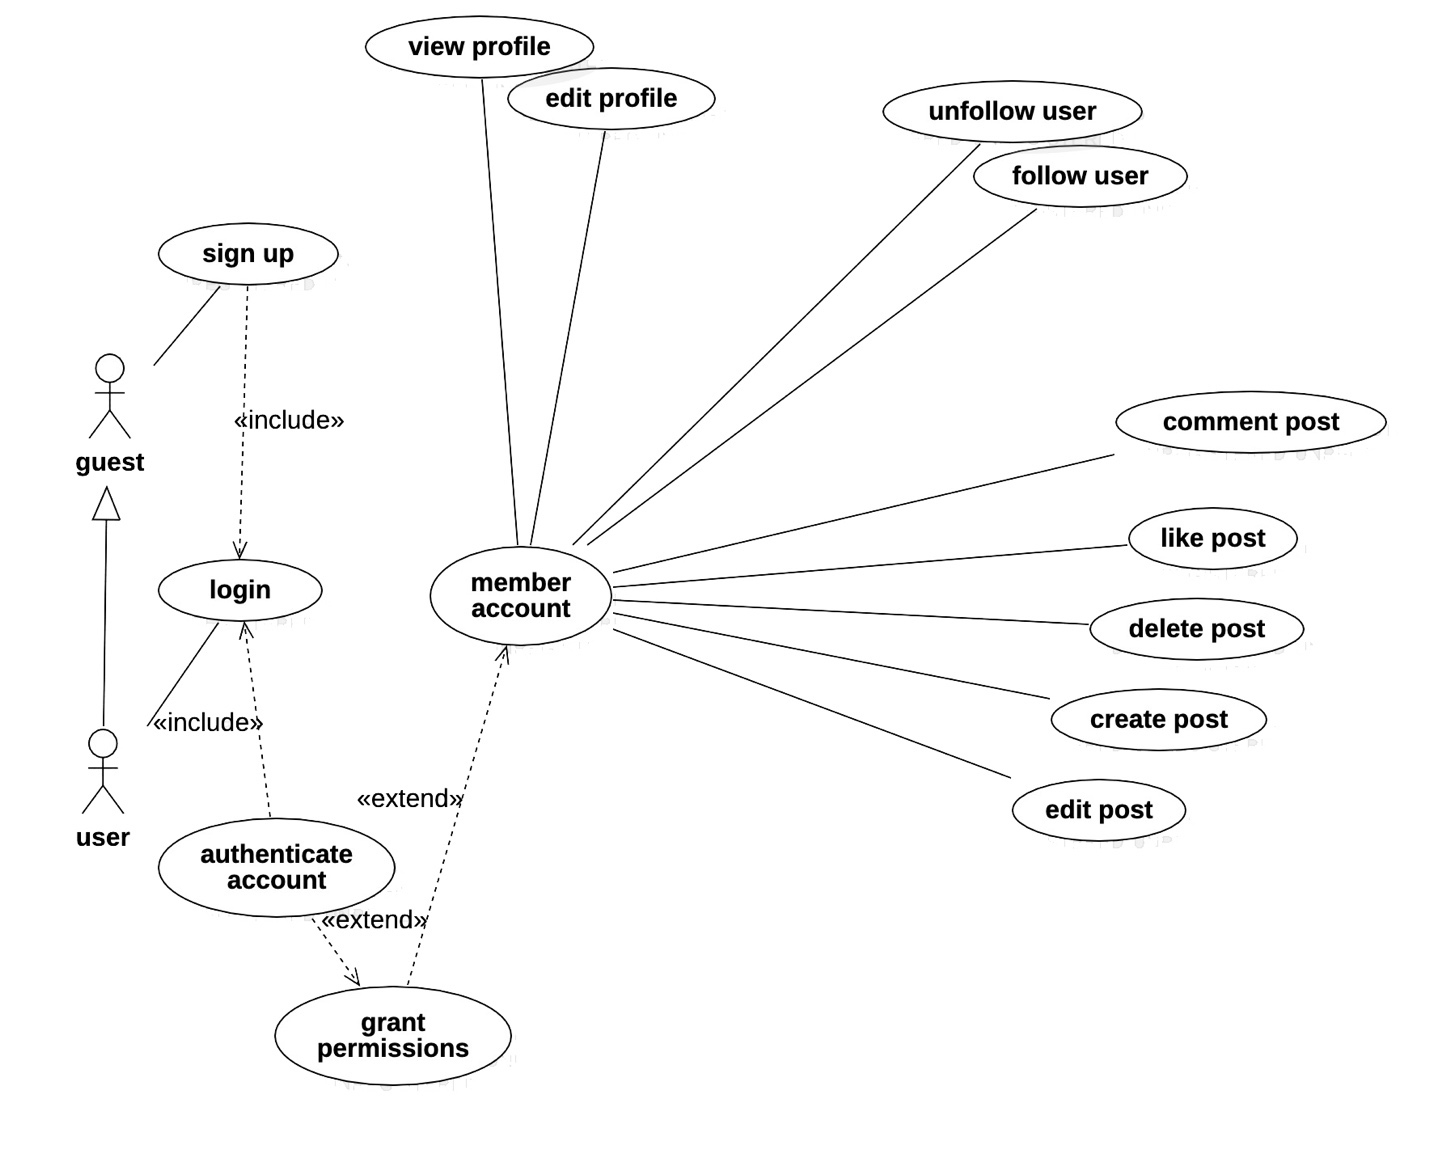 view profile
edit profile
unfollow user
follow user
sign up
«include»
comment post
guest
like post
login
member
account
delete post
create post
«include»
«extend»
edit post
user
authenticate
account
«extend»
grant
permissions